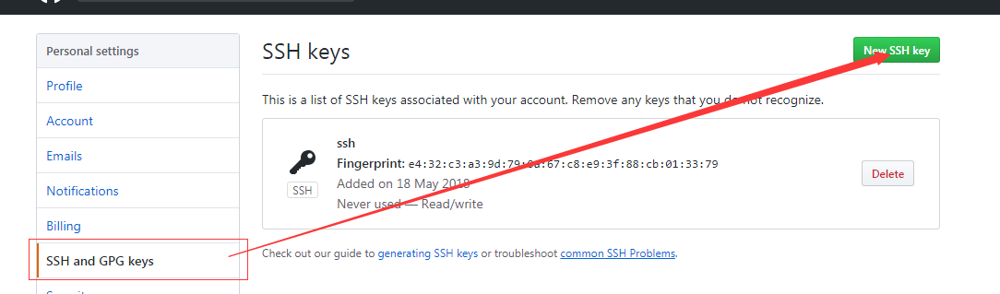 Personal settings
Profile
Account
Emails
Notifications
Billing
SSH and GPG keys
SSH keys
New SSH key
This is a list of SSH keys associated with your account. Remove any keys that you do not recognize.
ssh
Fingerprint: e4:32:c3:a3:9d:79:0a:67:c8:e9:3f:88:cb:01:33:79
SSH
Added on 18 May 2018
Never used — Read/write
Delete
Check out our guide to generating SSH keys or troubleshoot common SSH Problems.